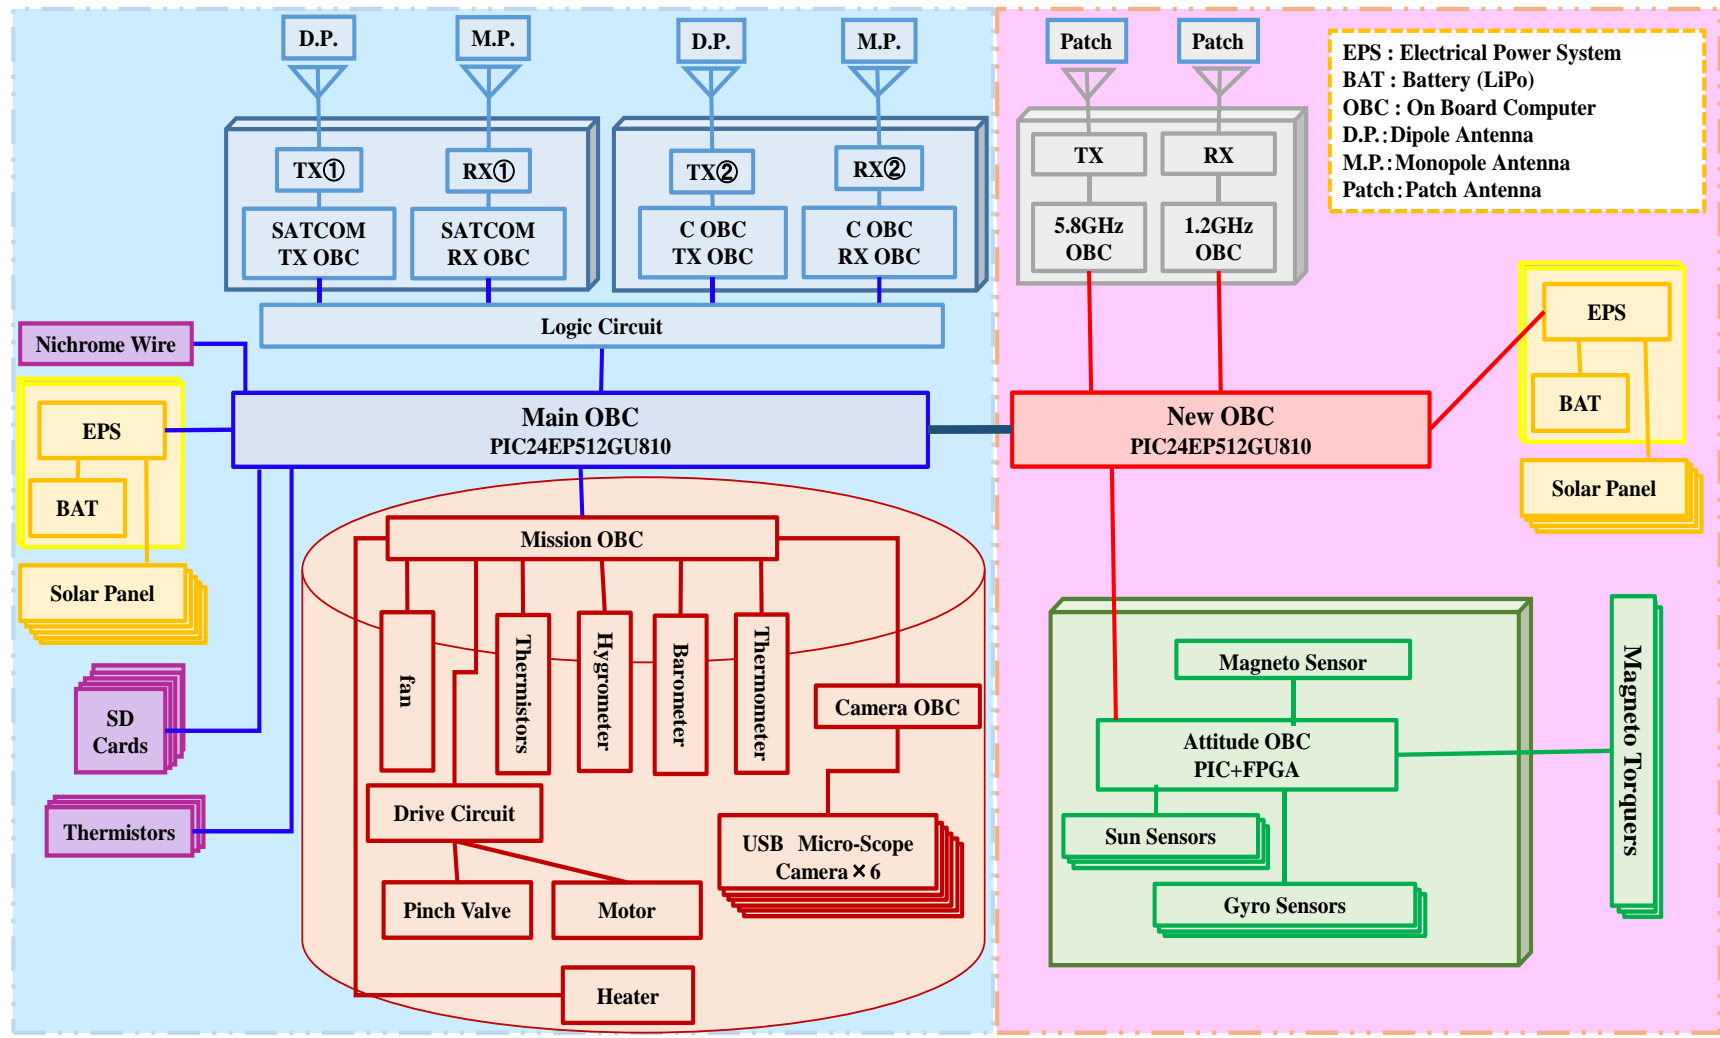 D.P.
M.P.
D.P.
M.P.
Patch
Patch
EPS : Electrical Power System
BAT : Battery (LiPo)
OBC : On Board Computer
D.P.:Dipole Antenna
M.P.:Monopole Antenna
Patch:Patch Antenna
TX①
RX①
TX②
RX②
TX
RX
SATCOM
TX OBC
SATCOM
RX OBC
C OBC
TX OBC
C OBC
RX OBC
5.8GHz
OBC
1.2GHz
OBC
Logic Circuit
Nichrome Wire
EPS
BAT
Solar Panel
Main OBC
PIC24EP512GU810
New OBC
PIC24EP512GU810
EPS
BAT
Solar Panel
SD
Cards
Thermistors
Mission OBC
fan
Thermistors
Hygrometer
Barometer
Thermometer
Camera OBC
Drive Circuit
USB Micro-Scope
Camera×6
Pinch Valve
Motor
Heater
Magneto Sensor
Attitude OBC
PIC+FPGA
Sun Sensors
Gyro Sensors
Magneto Torquers